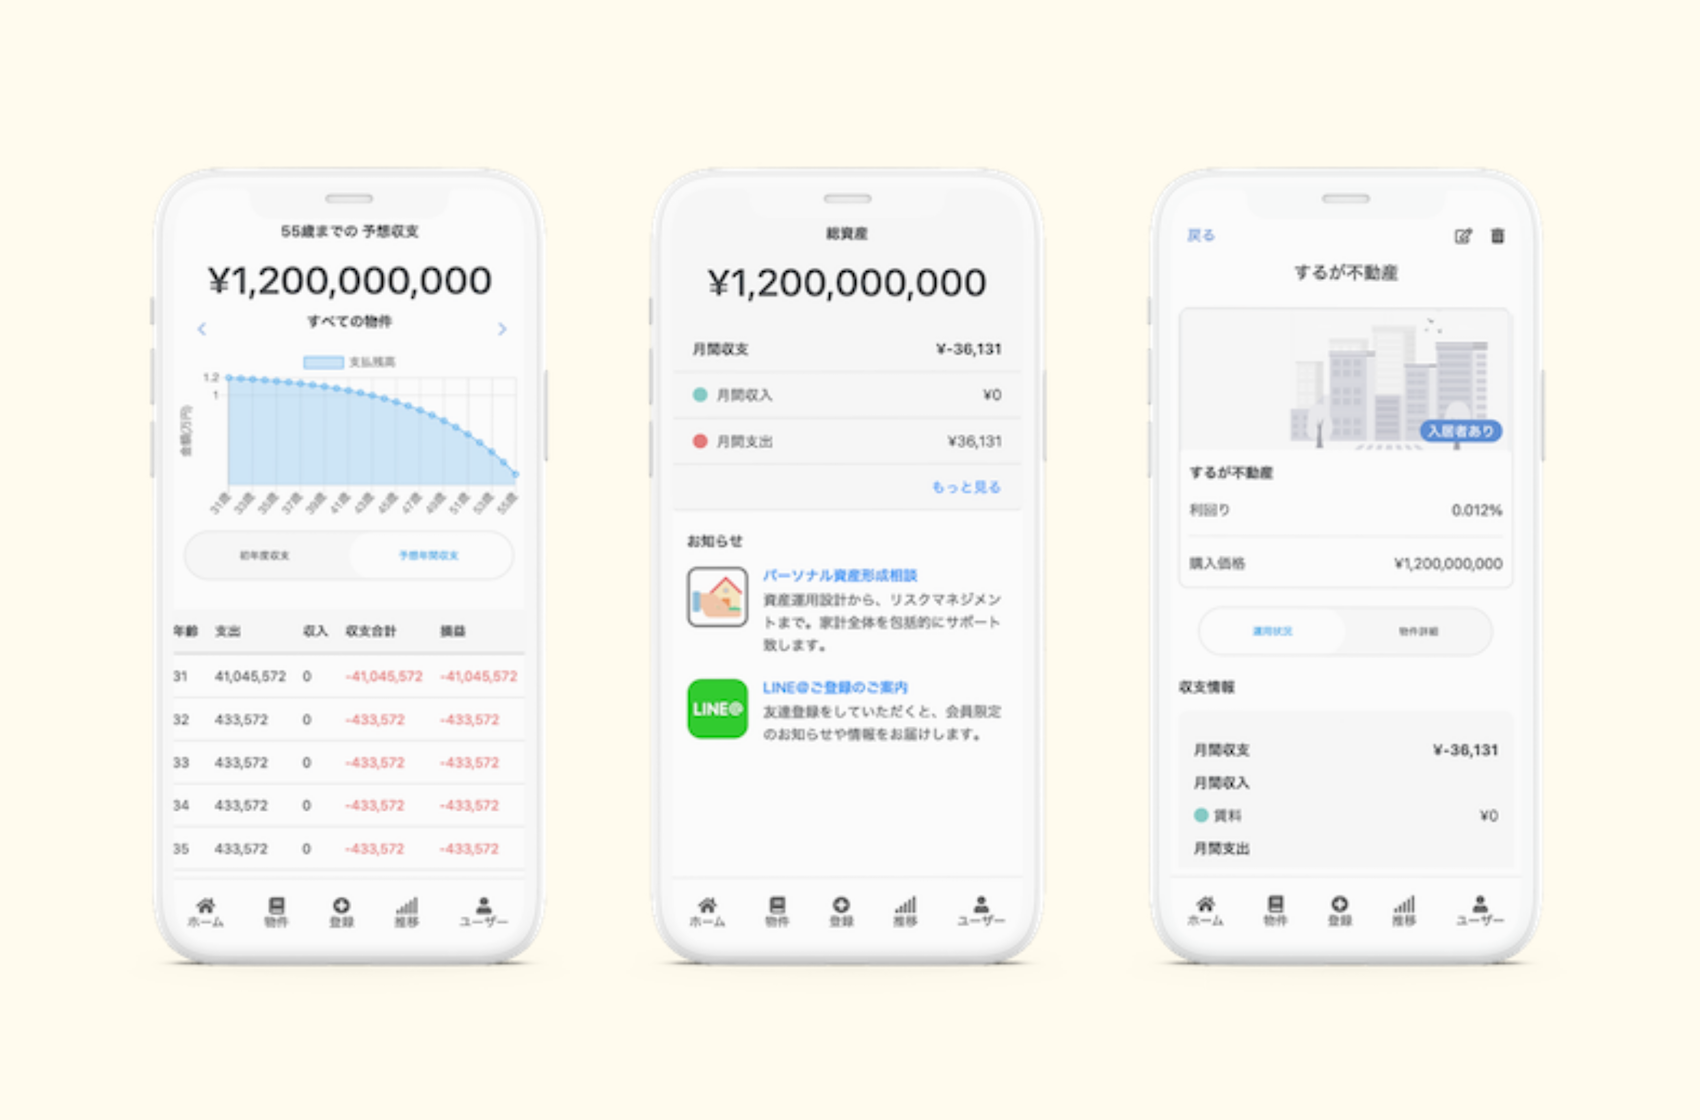 55歳までの 予想収支
¥1,200,000,000
すべての物件
支払残高
1.2
1
金額(万円)
31歳
33歳
35歳
37歳
39歳
41歳
43歳
45歳
47歳
49歳
51歳
53歳
55歳
初年度収支
予想年間収支
年齢 支出 収入 収支合計 損益
31 41,045,572 0 -41,045,572 -41,045,572
32 433,572 0 -433,572 -433,572
33 433,572 0 -433,572 -433,572
34 433,572 0 -433,572 -433,572
35 433,572 0 -433,572 -433,572
ホーム 物件 登録 推移 ユーザー
総資産
¥1,200,000,000
月間収支 ¥-36,131
月間収入 ¥0
月間支出 ¥36,131
もっと見る
お知らせ
パーソナル資産形成相談
資産運用設計から、リスクマネジメン
トまで。家計全体を包括的にサポート
致します。
LINE@
LINE@ご登録のご案内
友達登録をしていただくと、会員限定
のお知らせや情報をお届けします。
ホーム 物件 登録 推移 ユーザー
戻る
するが不動産
入居者あり
するが不動産
利回り 0.012%
購入価格 ¥1,200,000,000
運用状況 物件詳細
収支情報
月間収支 ¥-36,131
月間収入
賃料 ¥0
月間支出
ホーム 物件 登録 推移 ユーザー